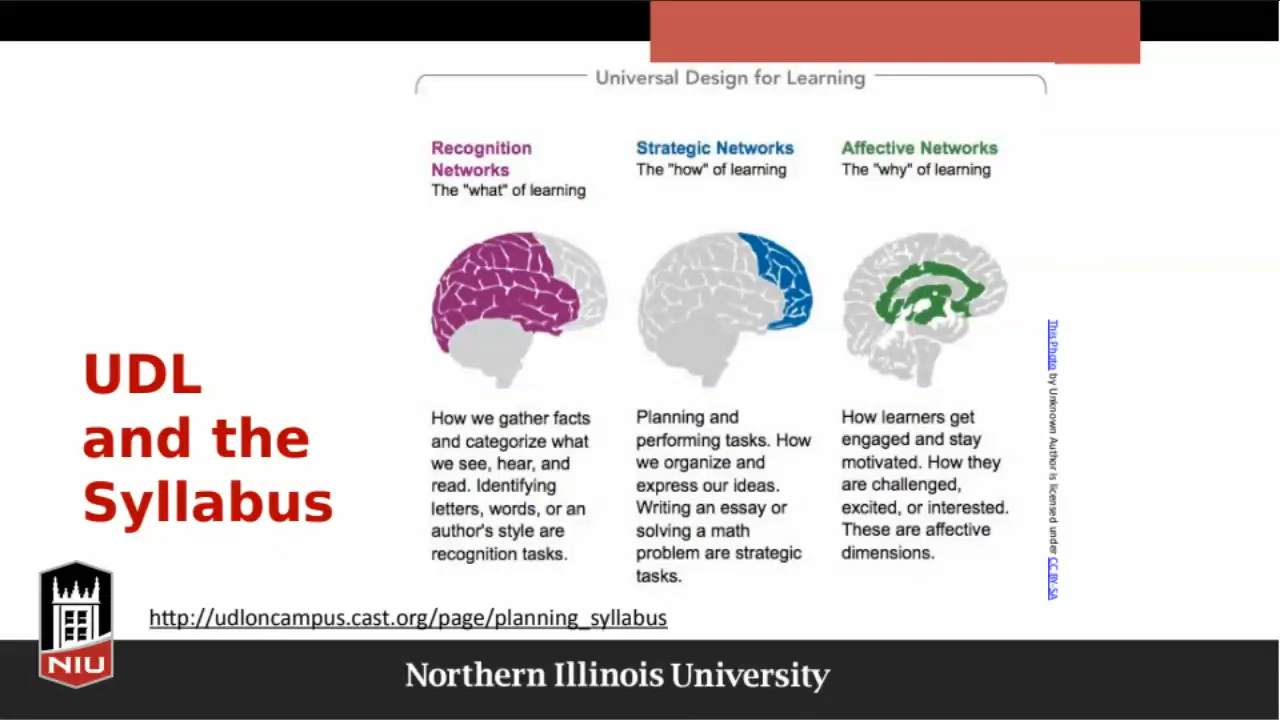 Universal Design for Learning
Recognition
Networks
The "what" of learning
Strategic Networks
The "how" of learning
Affective Networks
The "why" of learning
How we gather facts
and categorize what
we see, hear, and
read. Identifying
letters, words, or an
author's style are
recognition tasks.
Planning and
performing tasks. How
we organize and
express our ideas.
Writing an essay or
solving a math
problem are strategic
tasks.
How learners get
engaged and stay
motivated. How they
are challenged,
excited, or interested.
These are affective
dimensions.
This Photo by Unknown Author is licensed under CC BY-SA
UDL
and the
Syllabus
http://udloncampus.cast.org/page/planning_syllabus
NIU
Northern Illinois University